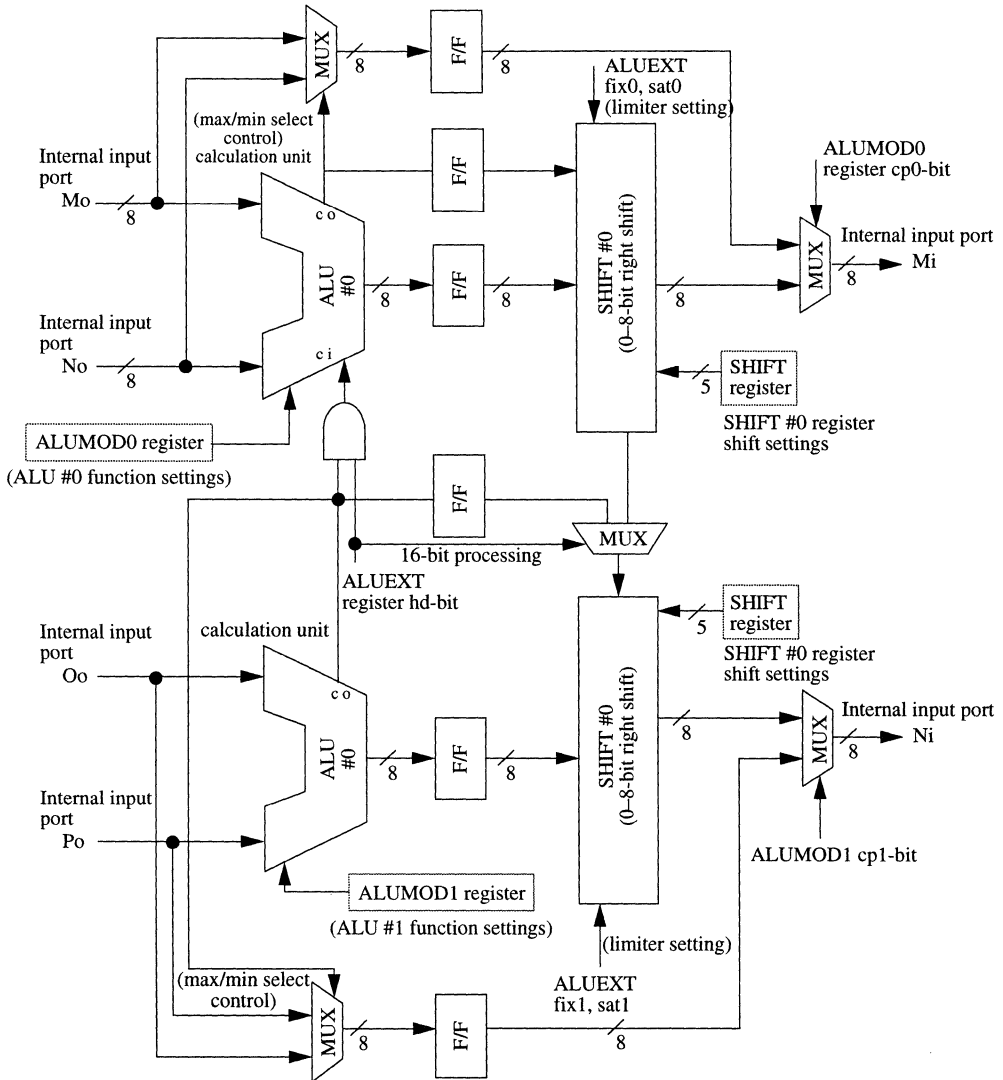 MUX
8
F/F
8
ALUEXT
fix0, sat0
(limiter setting)
(max/min select
control)
calculation unit
F/F
ALUMOD0
register cp0-bit
Internal input
port
Mo
8
c o
ALU
#0
8
F/F
8
SHIFT #0
(0–8-bit right shift)
8
MUX
Internal input port
Mi
8
Internal input
port
No
8
c i
5
SHIFT
register
SHIFT #0 register
shift settings
ALUMOD0 register
(ALU #0 function settings)
F/F
MUX
16-bit processing
ALUEXT
register hd-bit
SHIFT
register
5
SHIFT #0 register
shift settings
Internal input
port
Oo
calculation unit
c o
ALU
#0
8
F/F
8
SHIFT #0
(0–8-bit right shift)
8
MUX
Internal input port
Ni
8
Internal input
port
Po
ALUMOD1 cp1-bit
ALUMOD1 register
(ALU #1 function settings)
(limiter setting)
ALUEXT
fix1, sat1
(max/min select
control)
MUX
8
F/F
8